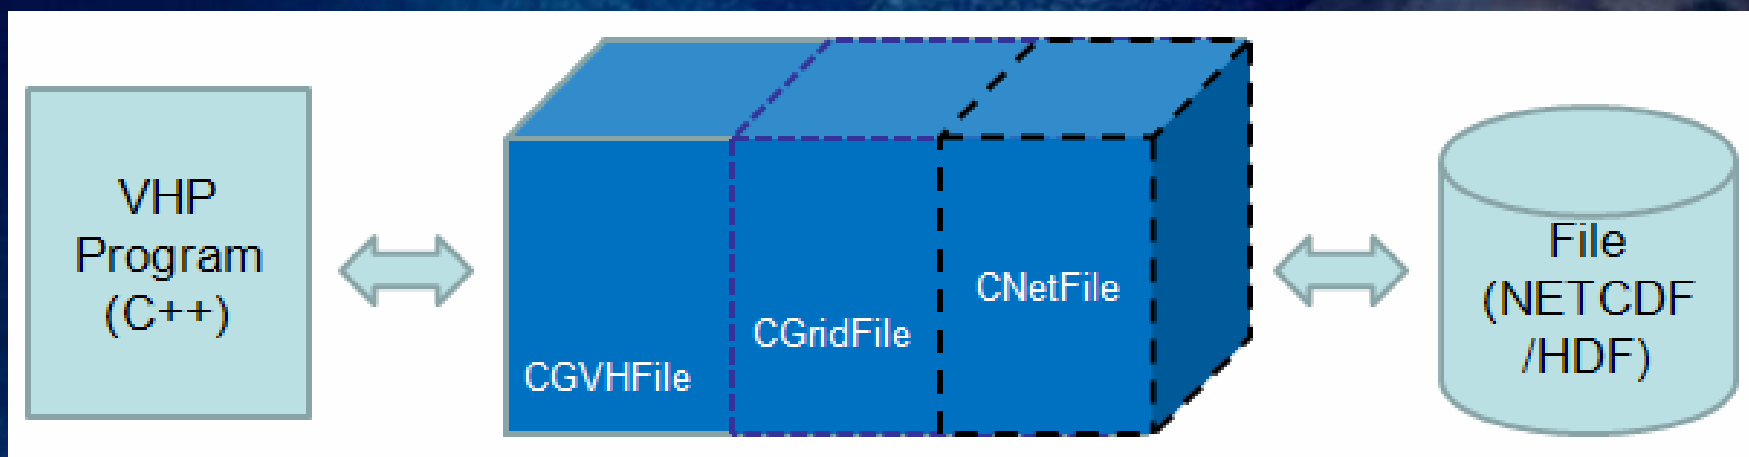 VHP
Program
(C++)
CGVHFile
CGridFile
CNetFile
File
(NETCDF
/HDF)